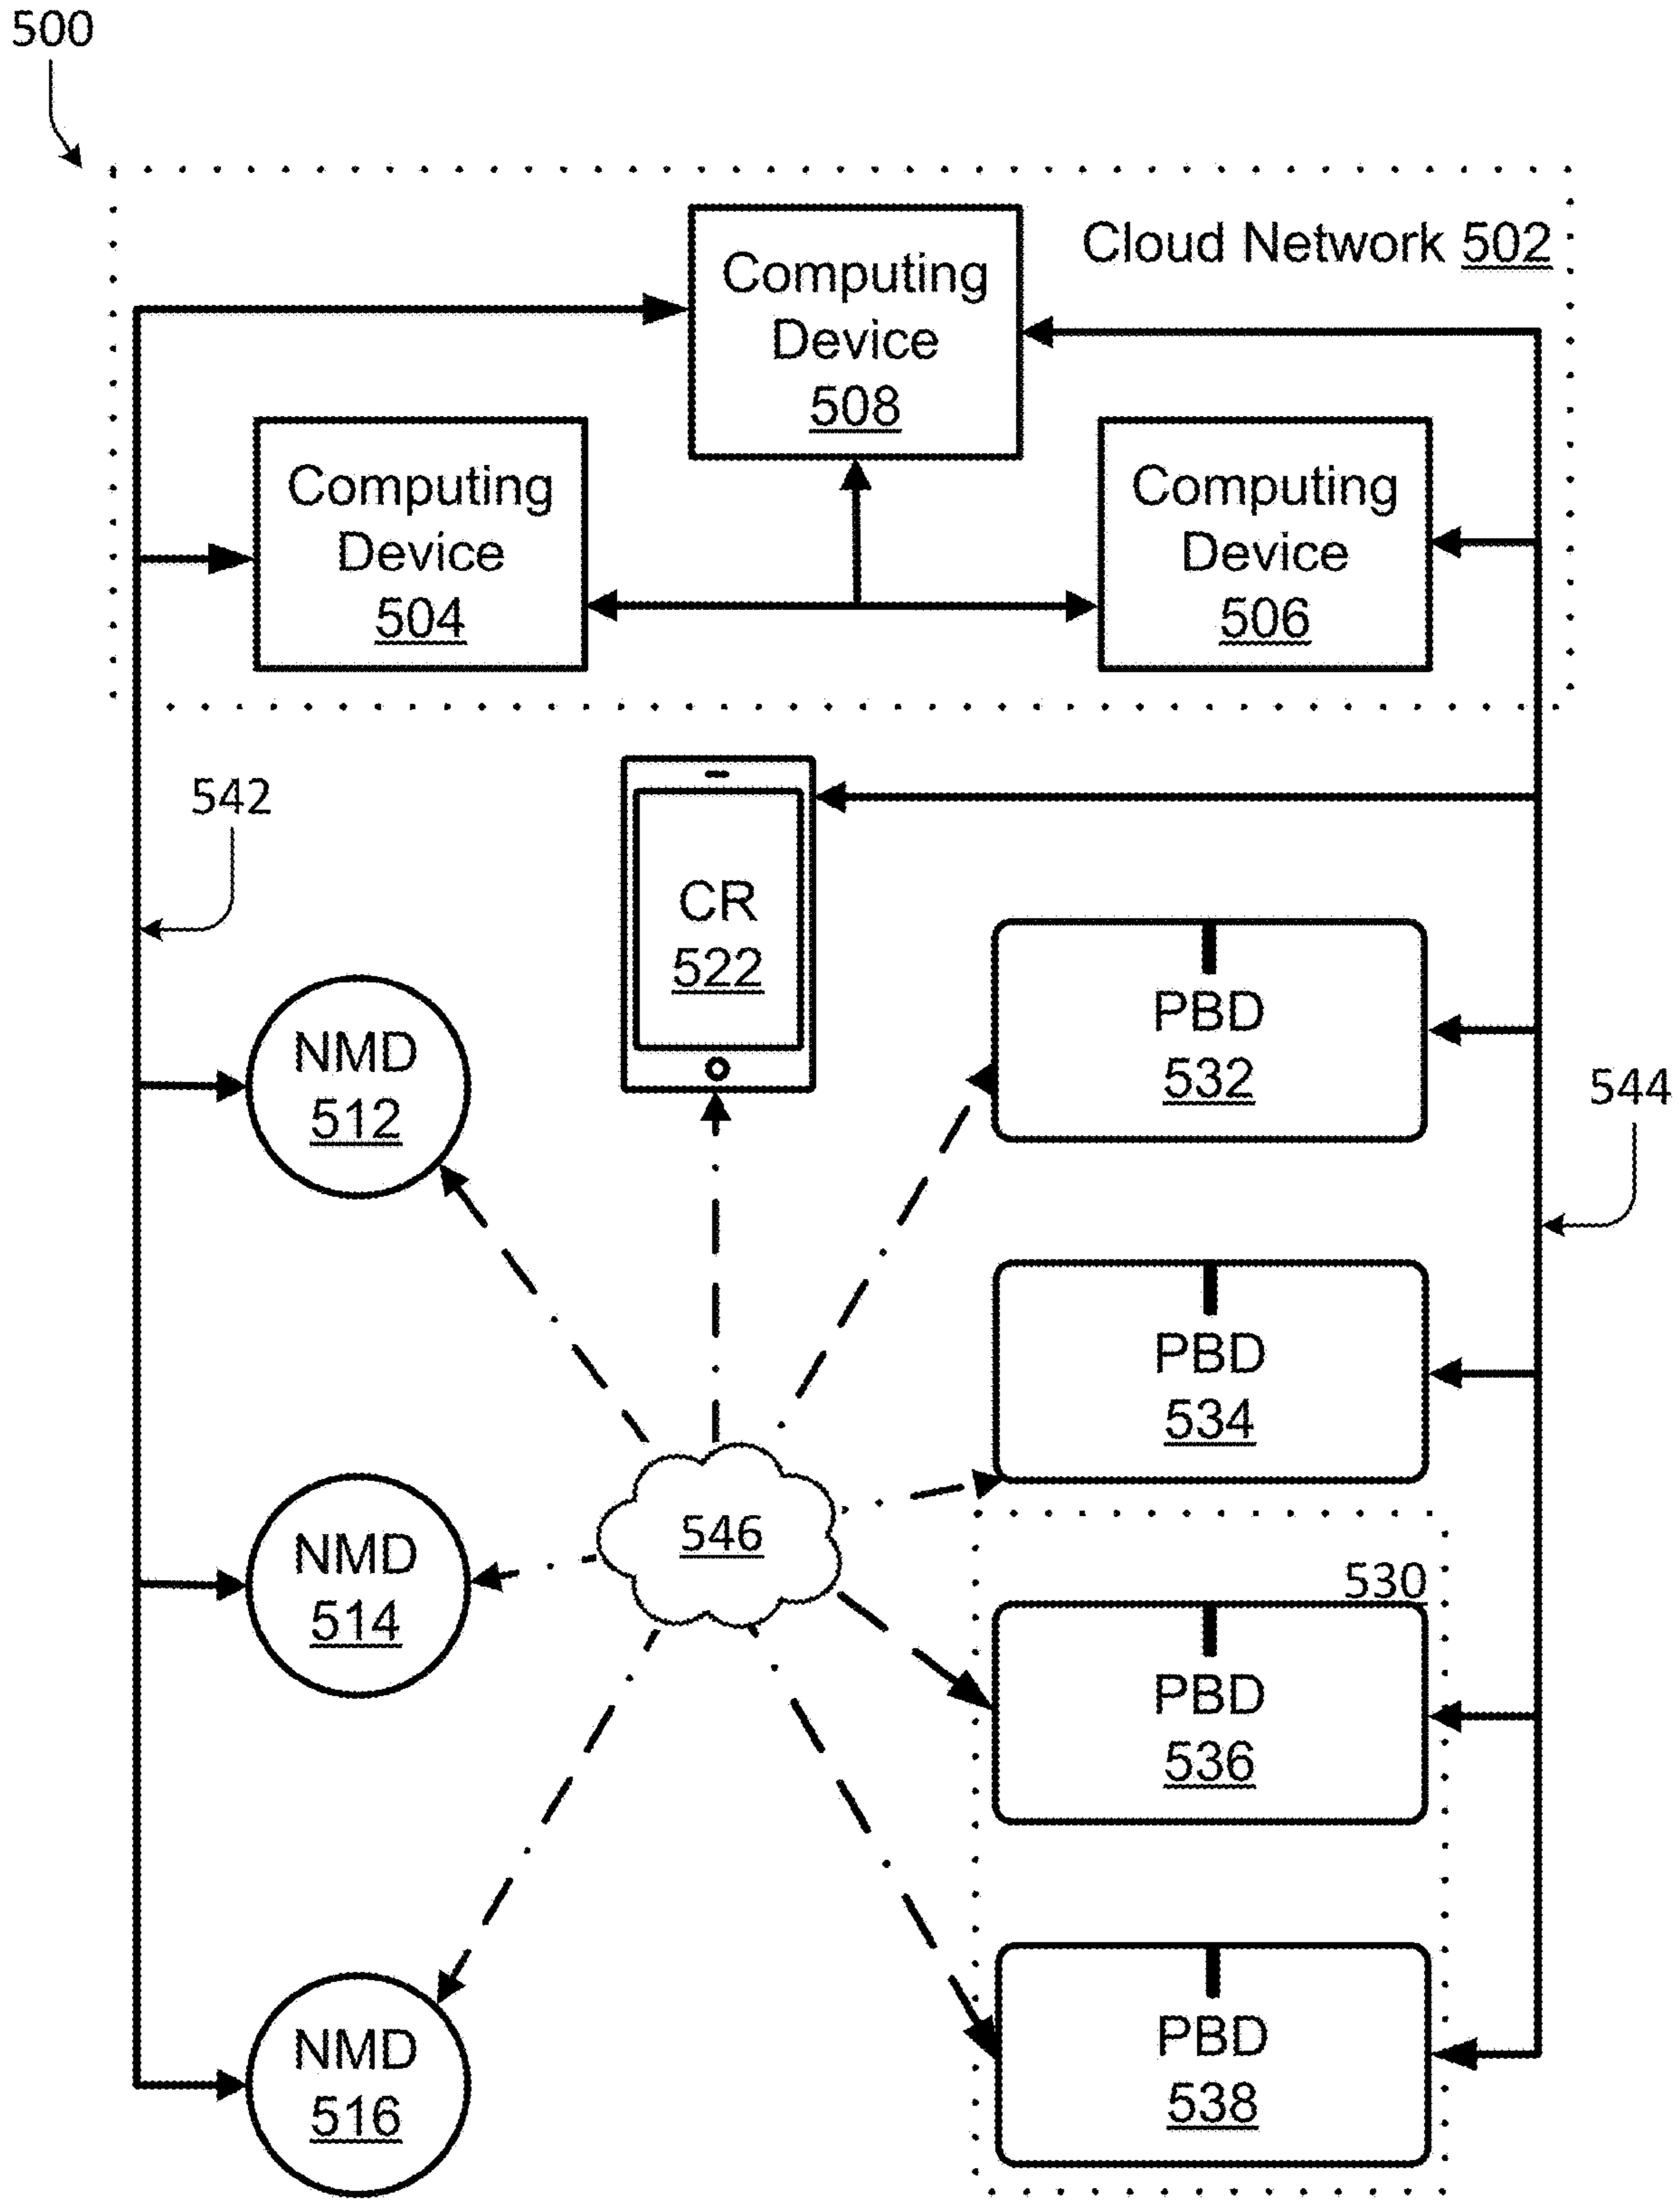 500
Cloud Network 502
Computing
Device
508
Computing
Device
504
Computing
Device
506
542
CR
522
NMD
512
PBD
532
544
PBD
534
546
NMD
514
530
PBD
536
NMD
516
PBD
538